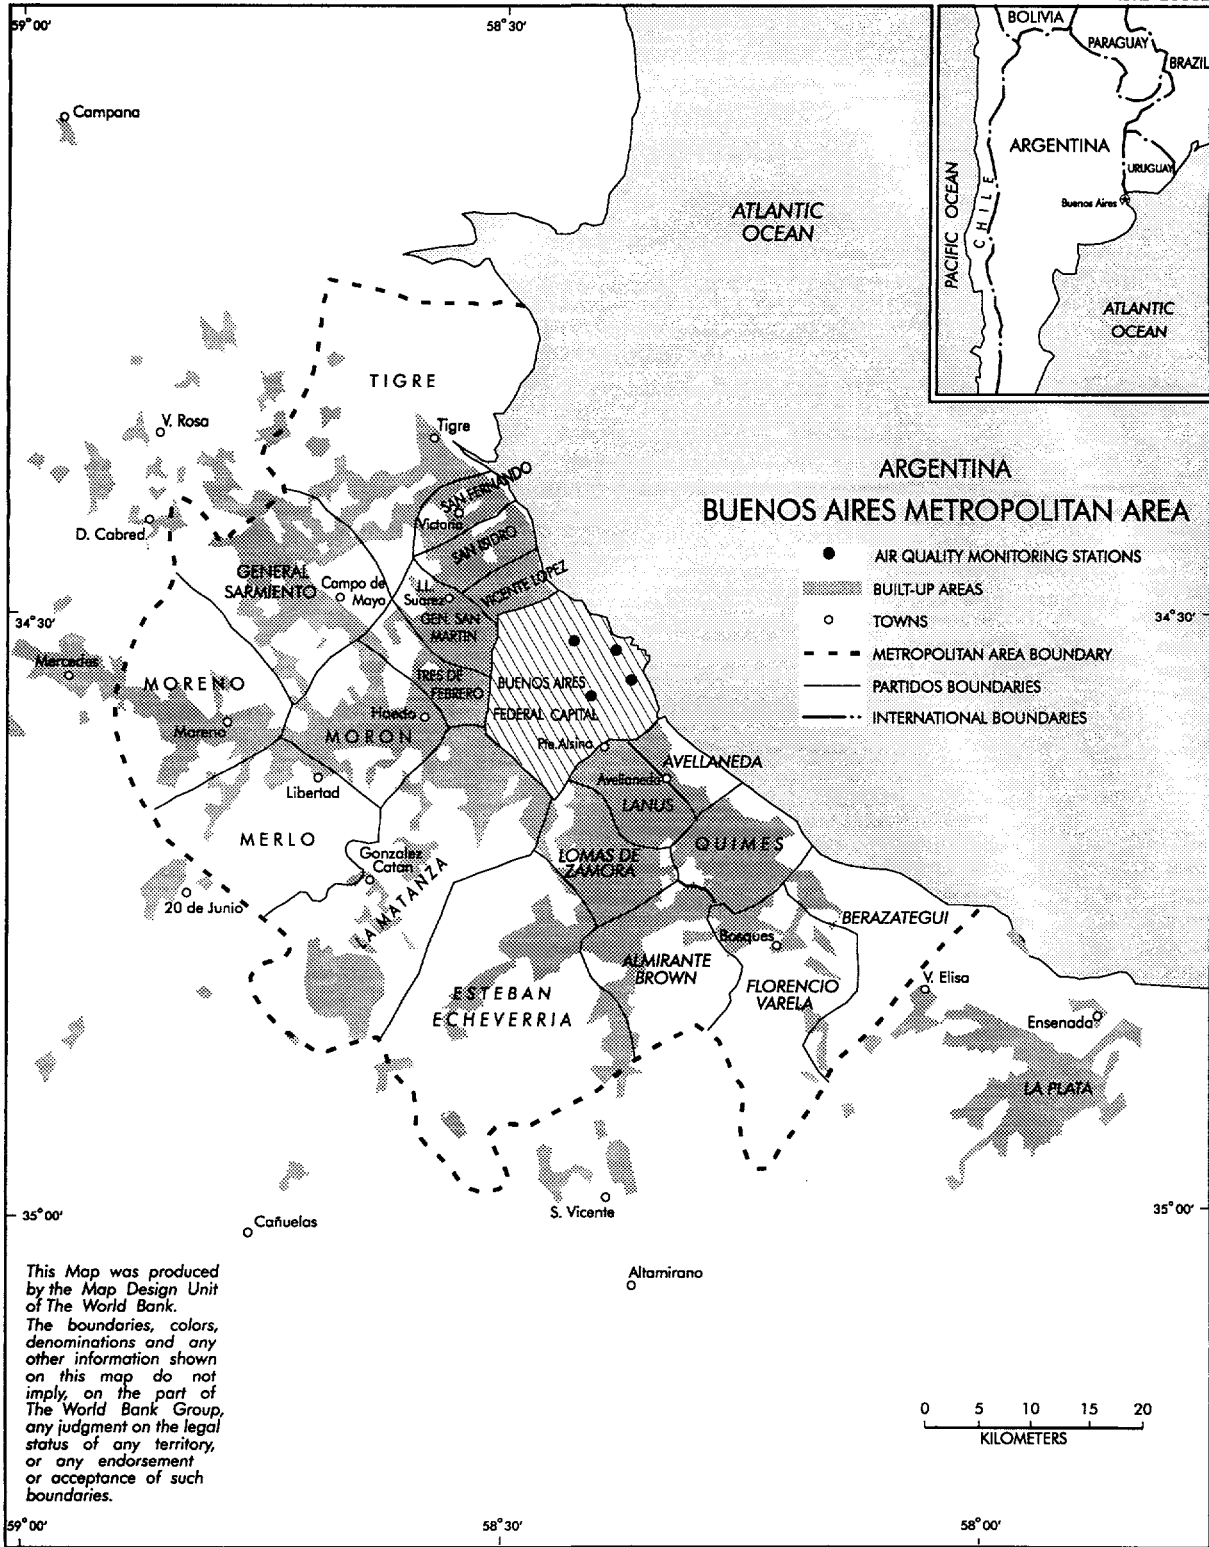 59°00'
58°30'
BOLIVIA
PARAGUAY
BRAZIL
ARGENTINA
URUGUAY
Buenos Aires
CHILE
PACIFIC OCEAN
ATLANTIC
OCEAN
Campana
ATLANTIC
OCEAN
TIGRE
V. Rosa
Tigre
ARGENTINA
BUENOS AIRES METROPOLITAN AREA
AIR QUALITY MONITORING STATIONS
BUILT-UP AREAS
TOWNS
METROPOLITAN AREA BOUNDARY
PARTIDOS BOUNDARIES
INTERNATIONAL BOUNDARIES
SAN FERNANDO
Victoria
D. Cabred
SAN ISIDRO
GENERAL
SARMIENTO
Campo de
Mayo
J.L.
Suarez
VICENTE LOPEZ
GEN. SAN
MARTIN
34°30'
34°30'
Mercedes
MORENO
TRES DE
FEBRERO
BUENOS AIRES
FEDERAL CAPITAL
Haedo
Moreno
MORON
Pte. Alsina
AVELLANEDA
Avellaneda
Libertad
LANUS
MERLO
QUIMES
Gonzalez
Catan
LOMAS DE
ZAMORA
20 de Junio
LA MATANZA
BERAZATEGUI
Bosques
ALMIRANTE
BROWN
V. Elisa
FLORENCIO
VARELA
ESTEBAN
ECHEVERRIA
Ensenada
LA PLATA
35°00'
35°00'
S. Vicente
Cañuelas
Altamirano
This Map was produced
by the Map Design Unit
of The World Bank.
The boundaries, colors,
denominations and any
other information shown
on this map do not
imply, on the part of
The World Bank Group,
any judgment on the legal
status of any territory,
or any endorsement
or acceptance of such
boundaries.
0 5 10 15 20
KILOMETERS
59°00'
58°30'
58°00'